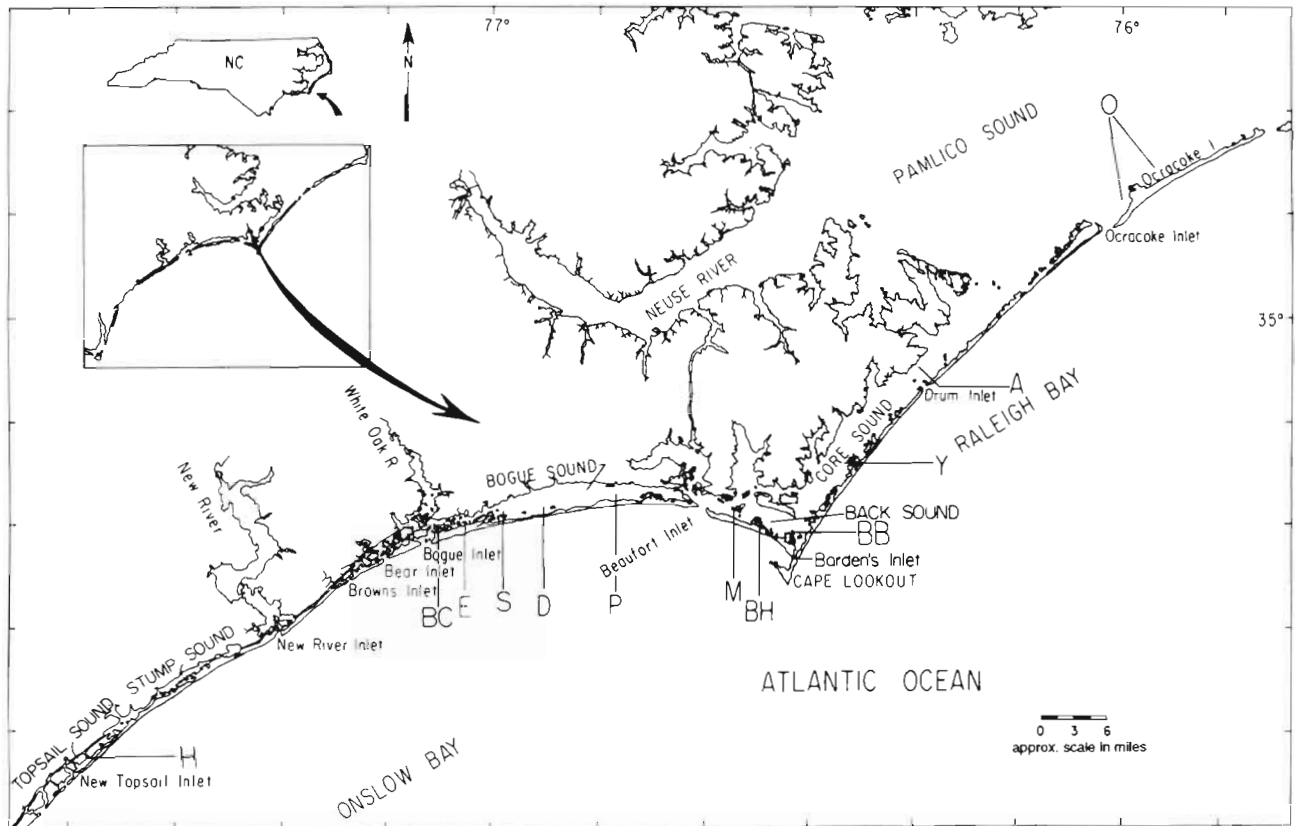 77°
76°
NC
N
O
PAMLICO SOUND
Ocracoke I
Ocracoke Inlet
NEUSE RIVER
35°
A
Drum Inlet
RALEIGH BAY
White Oak R
CORE SOUND
Y
New River
BOGUE SOUND
BACK SOUND
BB
Beaufort Inlet
Barden's Inlet
CAPE LOOKOUT
Bogue Inlet
Bear Inlet
Browns Inlet
BC
E
S
D
P
M
BH
New River Inlet
STUMP SOUND
ATLANTIC OCEAN
TOPSAIL SOUND
H
New Topsail Inlet
ONSLOW BAY
0 3 6
approx. scale in miles